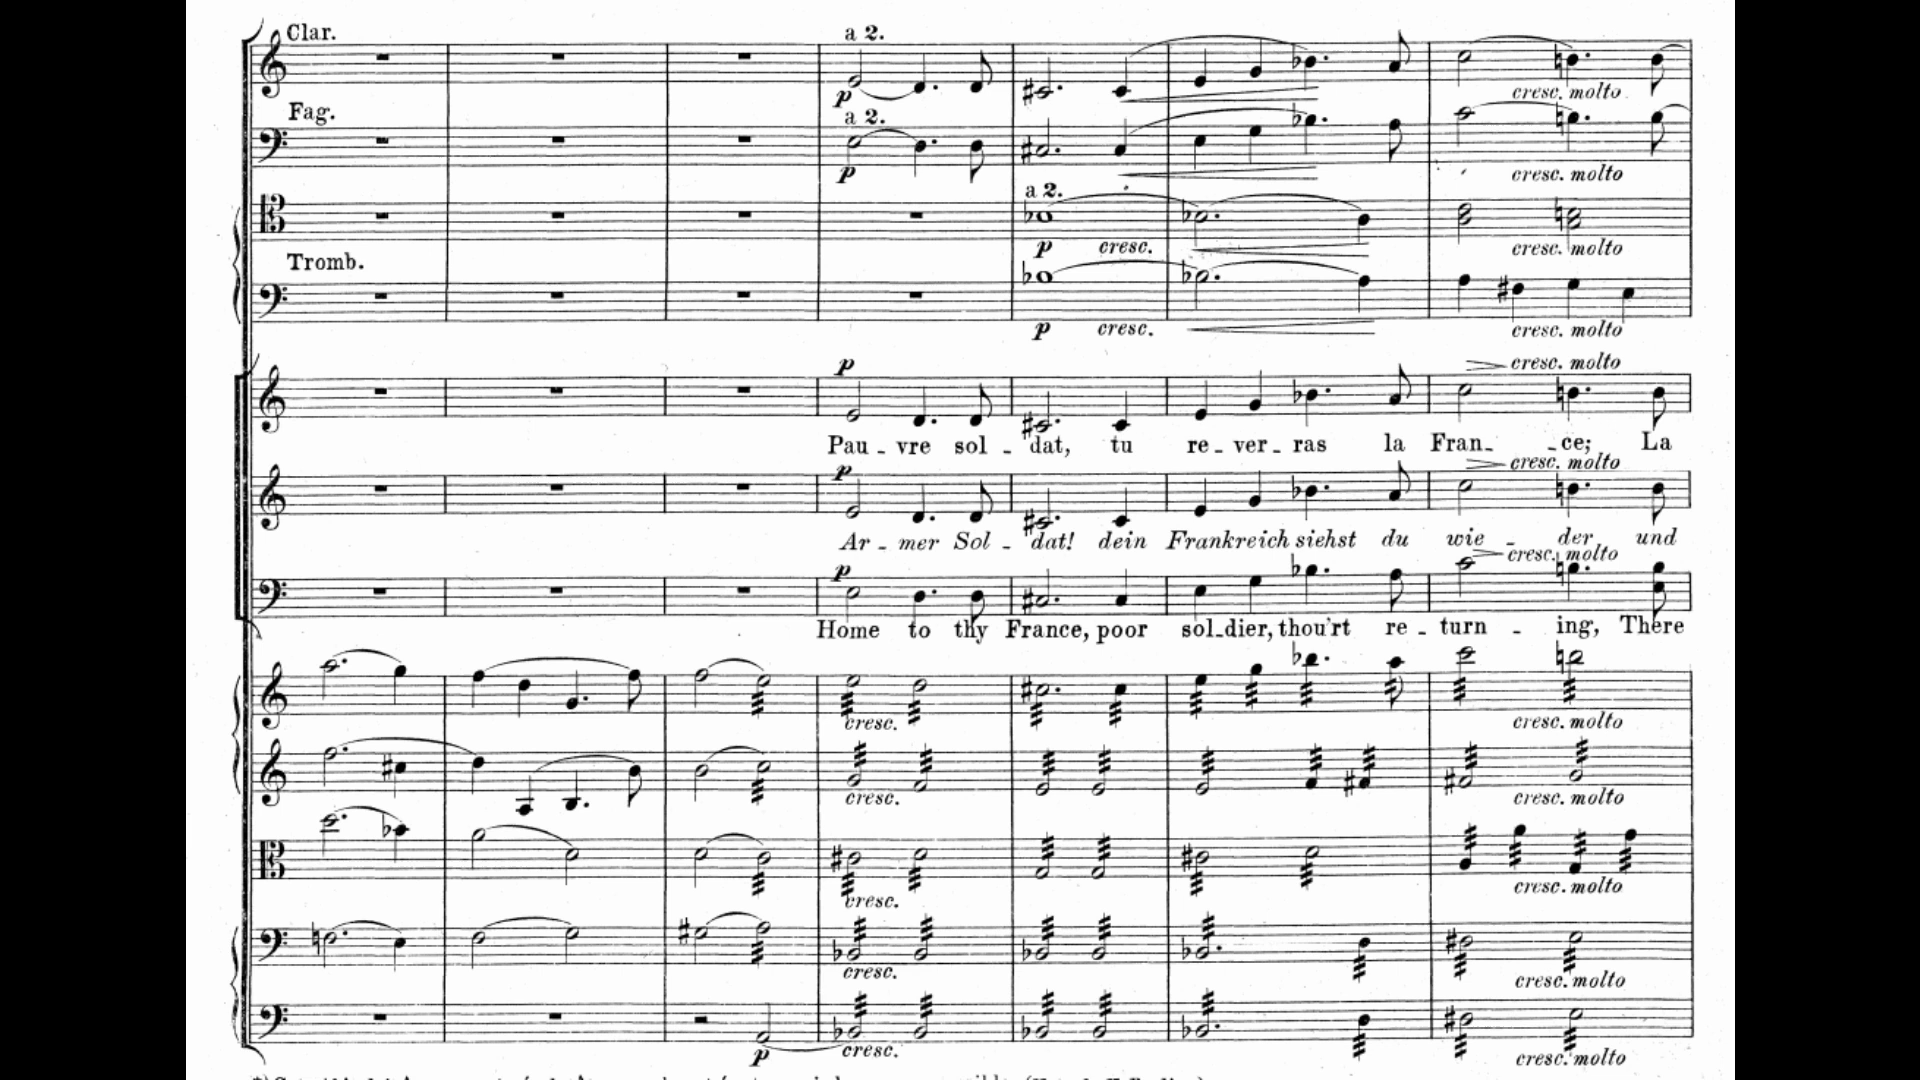 Clar.
a 2.
p
cresc. molto
Fag.
a 2.
p
cresc. molto
a 2.
p cresc.
cresc. molto
Tromb.
p cresc.
cresc. molto
p
cresc. molto
Pau - vre sol - dat, tu re - ver - ras la Fran - - ce; La
p
cresc. molto
Ar - mer Sol - dat! dein Frankreich siehst du wie - der und
p
cresc. molto
Home to thy France, poor sol - dier, thou'rt re - turn - ing, There
cresc.
cresc. molto
cresc.
cresc. molto
cresc.
cresc. molto
cresc.
cresc. molto
p cresc.
cresc. molto